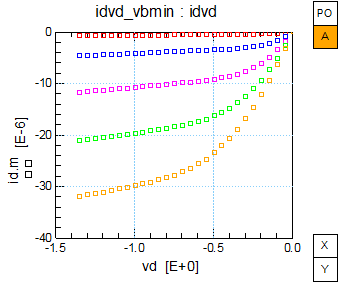 idvd_vbmin : idvd
PO
A
0
-10
-20
-30
-40
id.m [E-6]
-1.5 -1.0 -0.5 0.0
vd [E+0]
X
Y